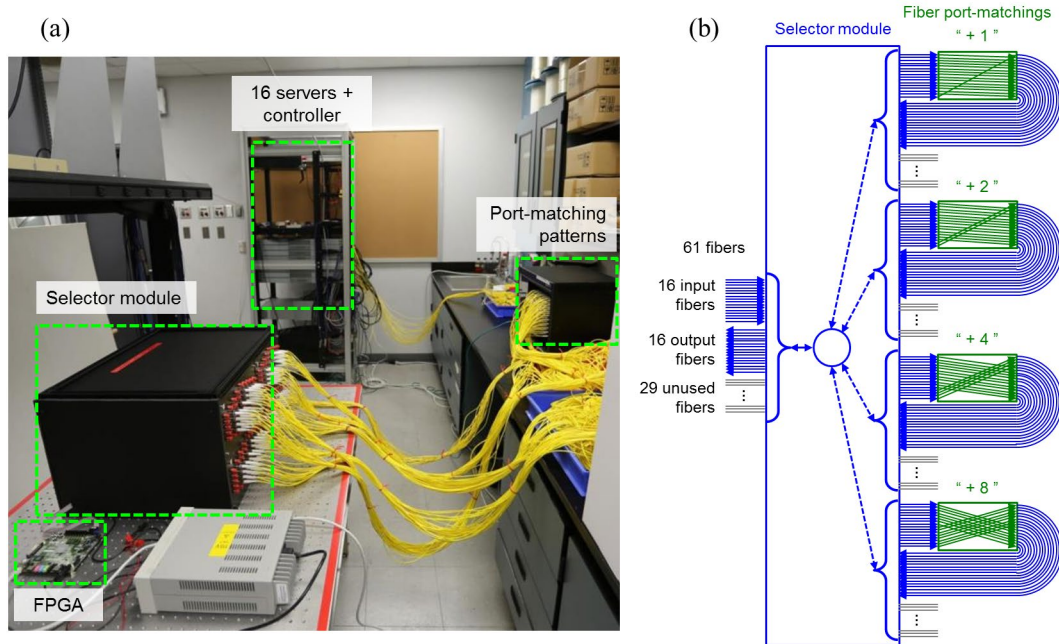 (a)
16 servers +
controller
Port-matching
patterns
Selector module
FPGA
(b)
Selector module
Fiber port-matchings
“ + 1 ”
“ + 2 ”
“ + 4 ”
“ + 8 ”
61 fibers
16 input
fibers
16 output
fibers
29 unused
fibers